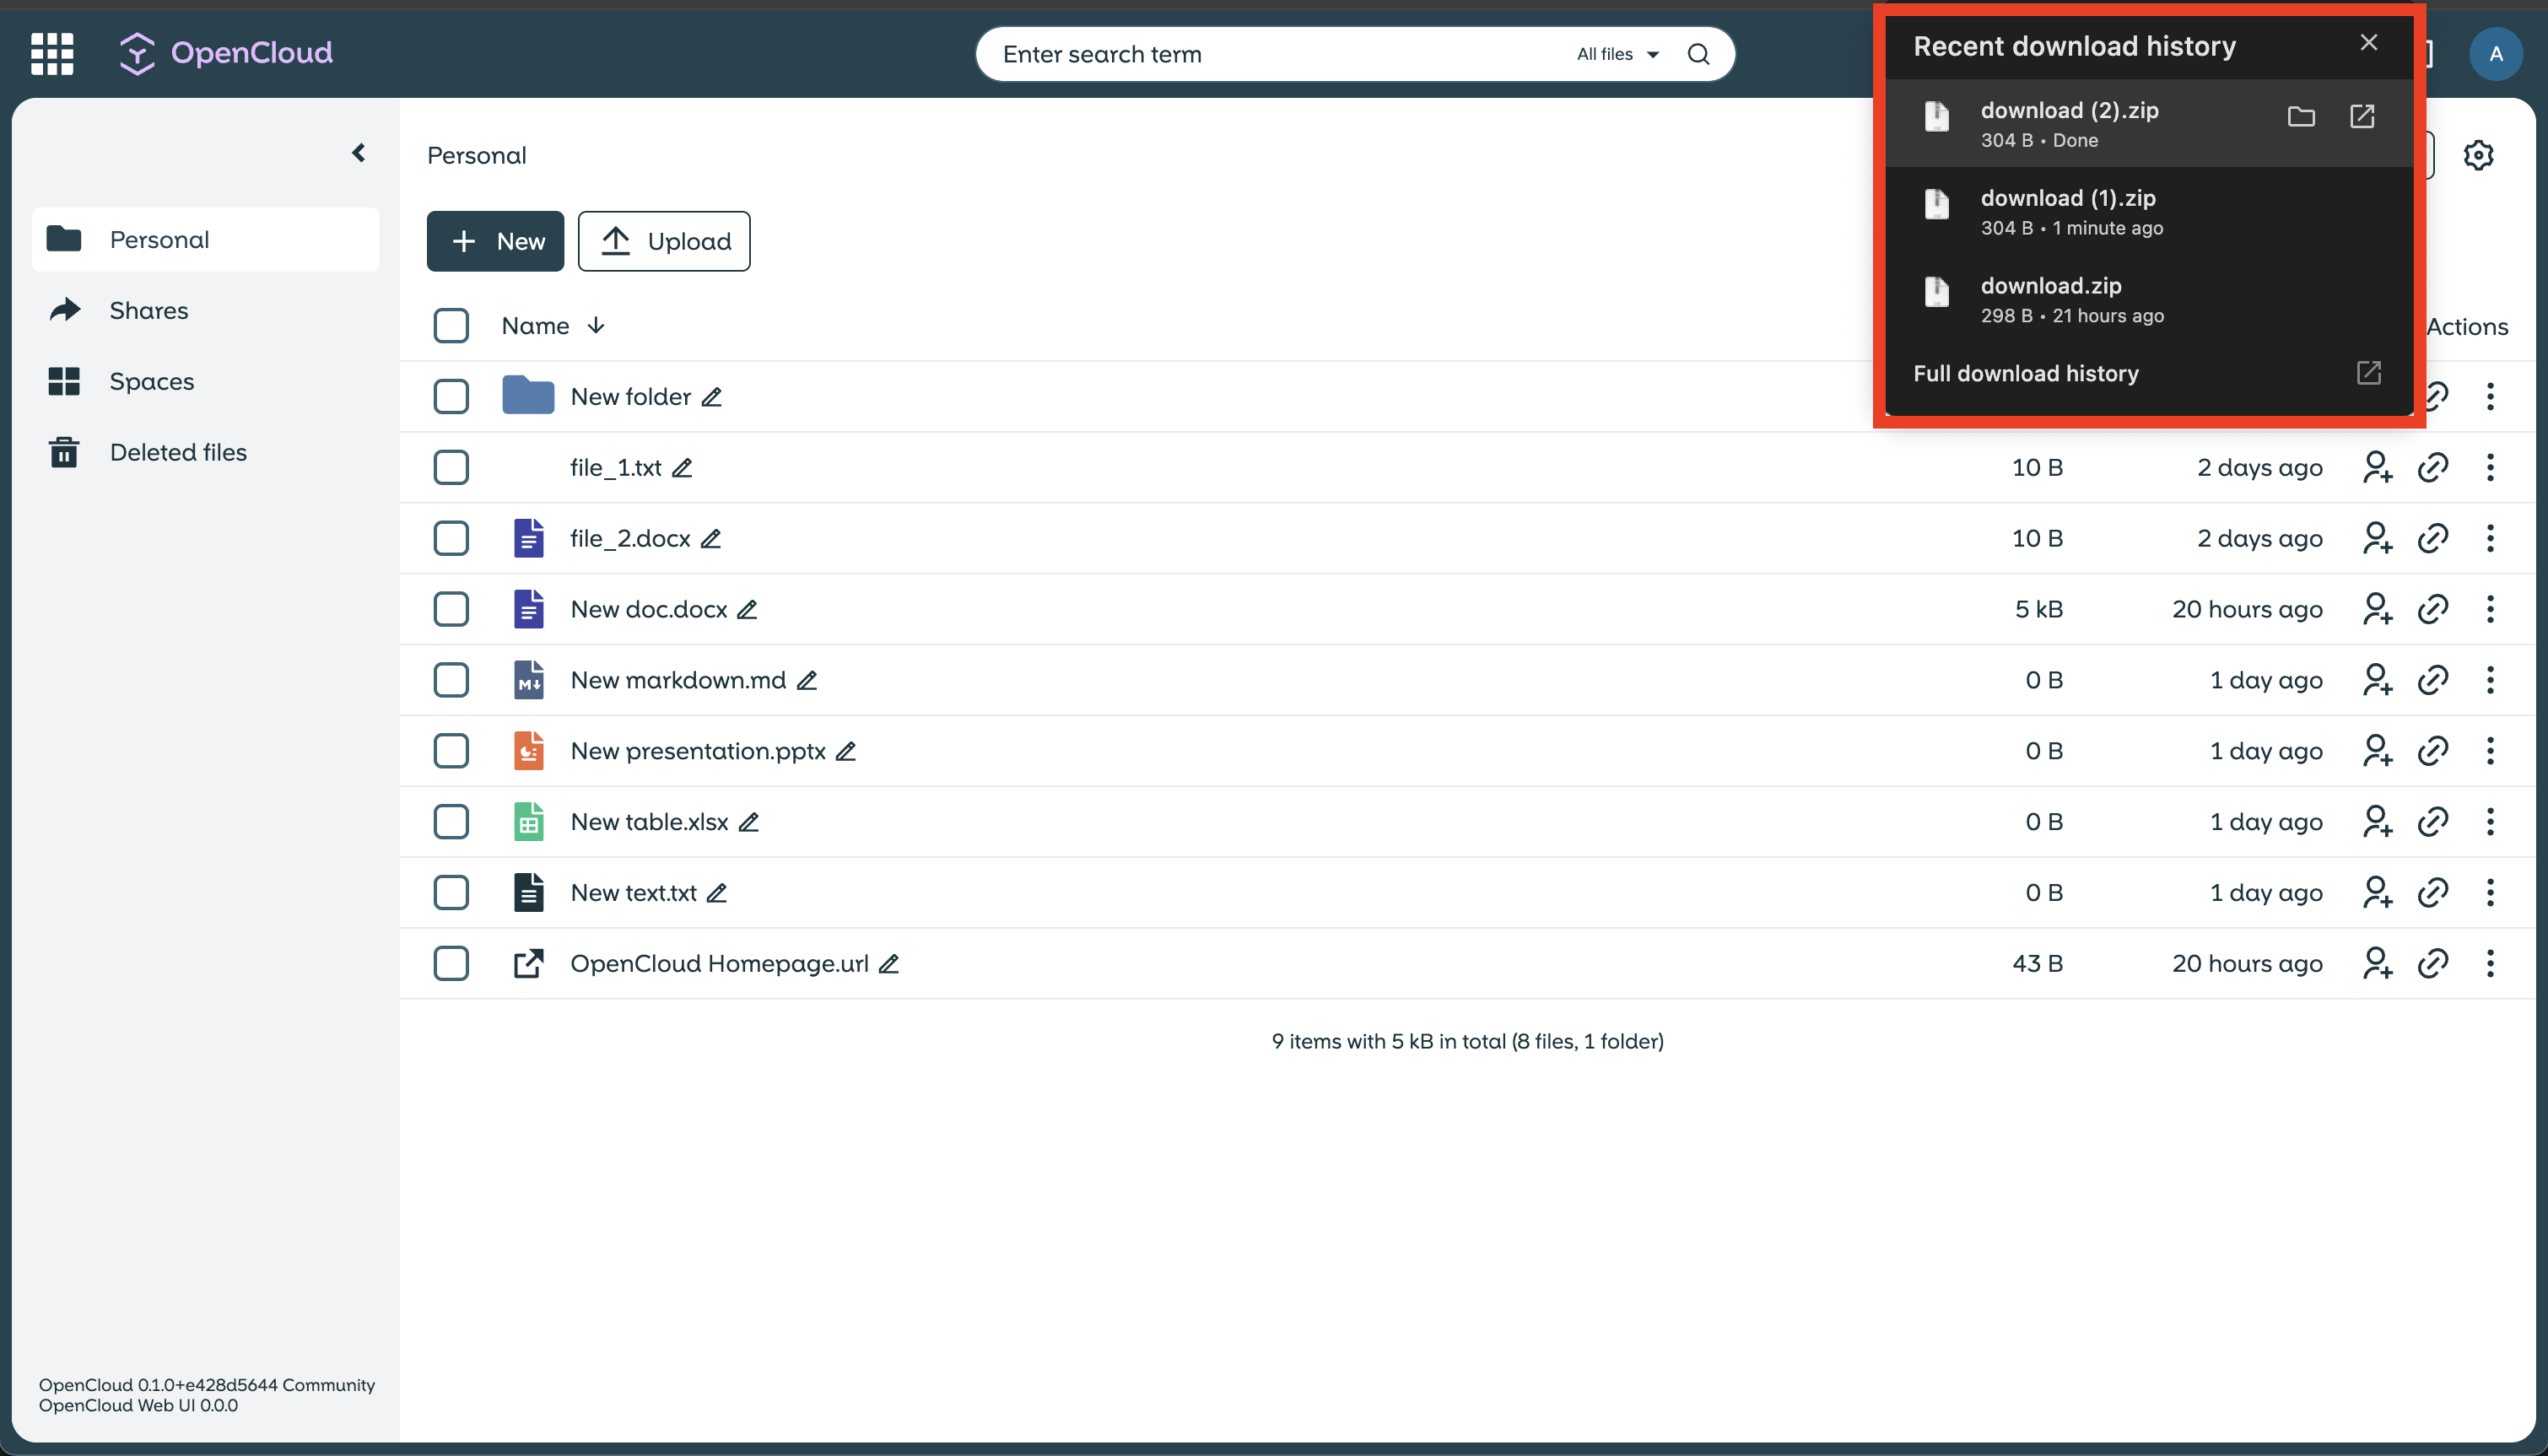 OpenCloud
Enter search term
All files
A
Recent download history
download (2).zip
304 B • Done
download (1).zip
304 B • 1 minute ago
download.zip
298 B • 21 hours ago
Full download history
Personal
Shares
Spaces
Deleted files
Personal
New
Upload
Name
Actions
New folder
file_1.txt 10 B 2 days ago
file_2.docx 10 B 2 days ago
New doc.docx 5 kB 20 hours ago
M
New markdown.md 0 B 1 day ago
New presentation.pptx 0 B 1 day ago
New table.xlsx 0 B 1 day ago
New text.txt 0 B 1 day ago
OpenCloud Homepage.url 43 B 20 hours ago
9 items with 5 kB in total (8 files, 1 folder)
OpenCloud 0.1.0+e428d5644 Community
OpenCloud Web UI 0.0.0